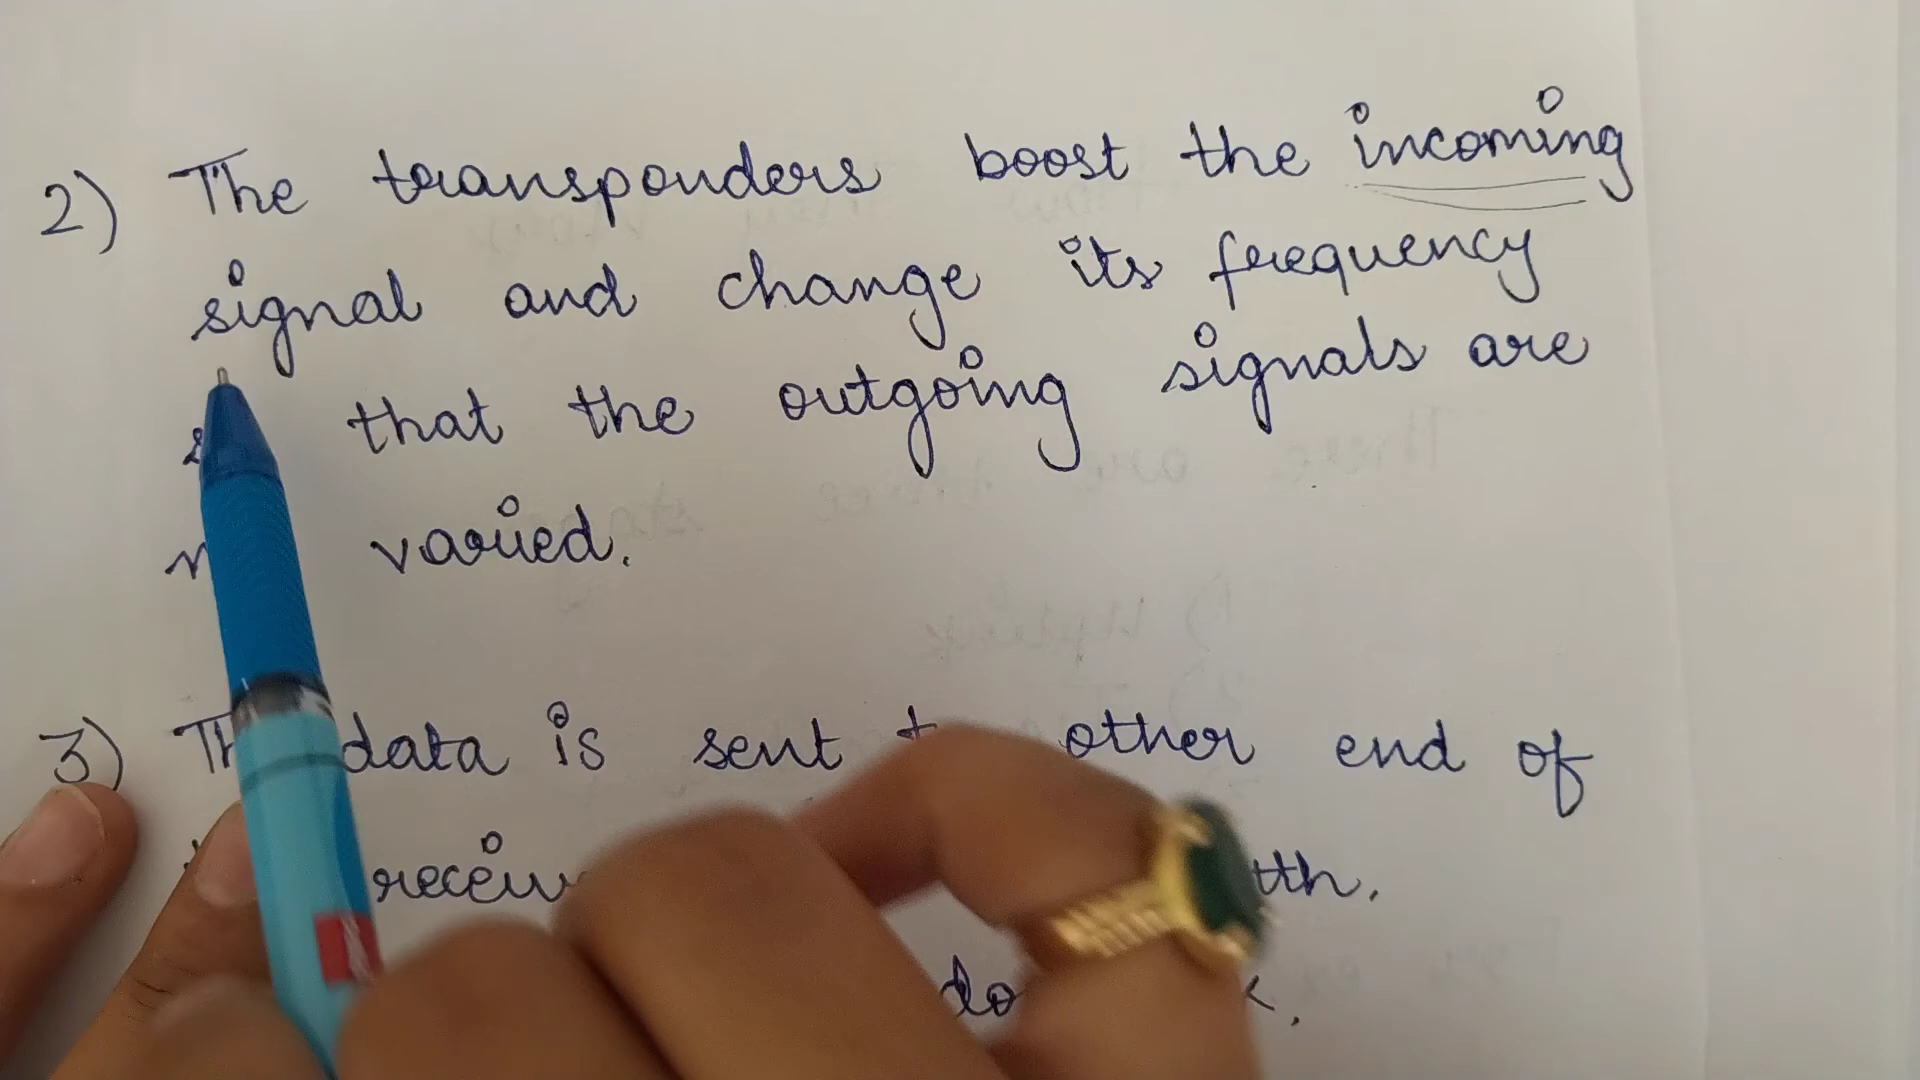 2) The transponders boost the incoming
signal and change its frequency
that the outgoing signals are
varied.
3) data is sent other end of